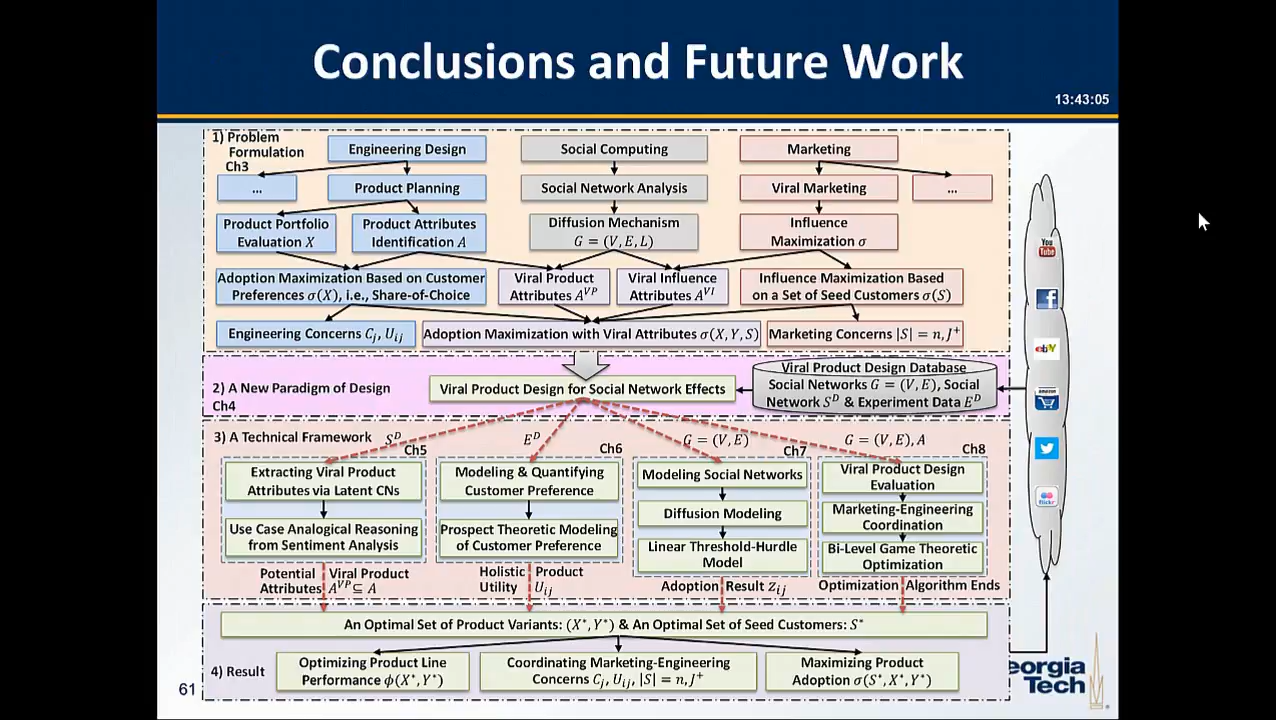 Conclusions and Future Work
13:43:05
1) Problem
Formulation
Ch3
Engineering Design
Social Computing
Marketing
...
Product Planning
Social Network Analysis
Viral Marketing
...
Product Portfolio
Evaluation X
Product Attributes
Identification A
Diffusion Mechanism
G = (V, E, L)
Influence
Maximization σ
Adoption Maximization Based on Customer
Preferences σ(X), i.e., Share-of-Choice
Viral Product
Attributes A^VP
Viral Influence
Attributes A^VI
Influence Maximization Based
on a Set of Seed Customers σ(S)
Engineering Concerns C_j, U_ij
Adoption Maximization with Viral Attributes σ(X, Y, S)
Marketing Concerns |S| = n, J^+
2) A New Paradigm of Design
Ch4
Viral Product Design for Social Network Effects
Viral Product Design Database
Social Networks G = (V, E), Social
Network S^D & Experiment Data E^D
You
Tube
f
ebY
amazon
flickr
3) A Technical Framework
S^D
Ch5
E^D
Ch6
G = (V, E)
Ch7
G = (V, E), A
Ch8
Extracting Viral Product
Attributes via Latent CNs
Use Case Analogical Reasoning
from Sentiment Analysis
Modeling & Quantifying
Customer Preference
Prospect Theoretic Modeling
of Customer Preference
Modeling Social Networks
Diffusion Modeling
Linear Threshold-Hurdle
Model
Viral Product Design
Evaluation
Marketing-Engineering
Coordination
Bi-Level Game Theoretic
Optimization
Potential Viral Product
Attributes A^VP ⊆ A
Holistic Product
Utility U_ij
Adoption Result z_ij
Optimization Algorithm Ends
An Optimal Set of Product Variants: (X*, Y*) & An Optimal Set of Seed Customers: S*
4) Result
Optimizing Product Line
Performance ϕ(X*, Y*)
Coordinating Marketing-Engineering
Concerns C_j, U_ij, |S| = n, J^+
Maximizing Product
Adoption σ(S*, X*, Y*)
61
eorgia
Tech